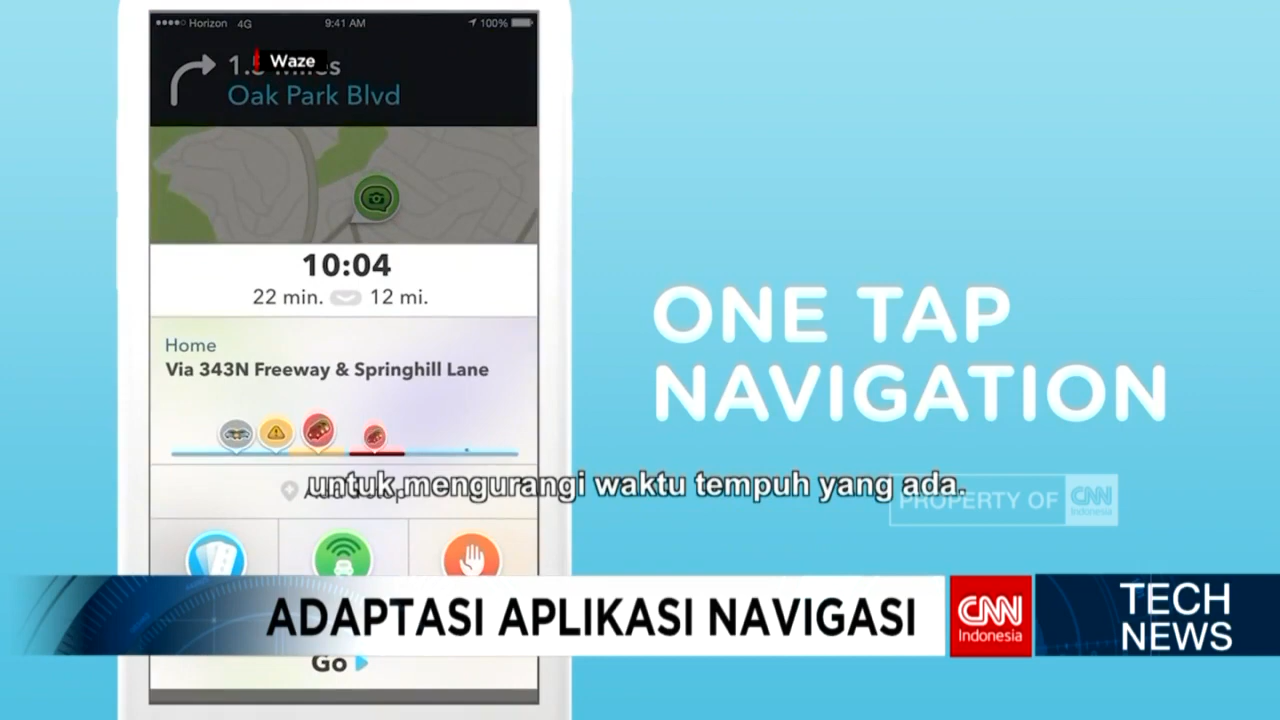 Horizon 4G
9:41 AM
100%
Waze
Oak Park Blvd
10:04
22 min.
12 mi.
Home
Via 343N Freeway & Springhill Lane
ONE TAP
NAVIGATION
untuk mengurangi waktu tempuh yang ada.
PROPERTY OF CNN Indonesia
ADAPTASI APLIKASI NAVIGASI
CNN
Indonesia
TECH
NEWS
Go